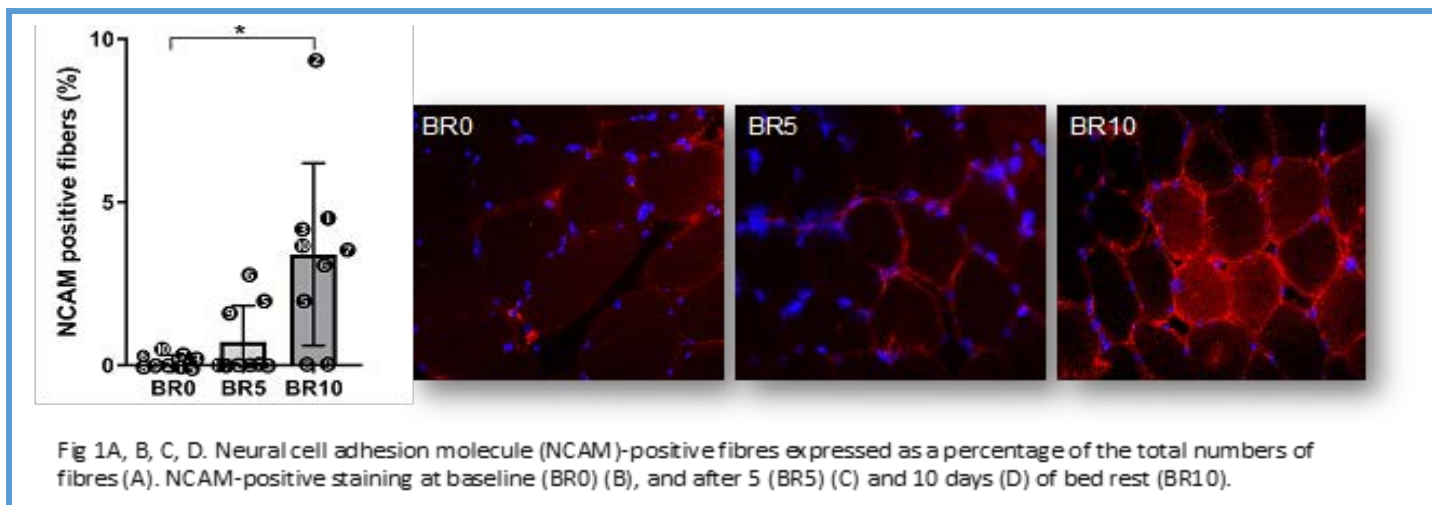 *
10
5
0
NCAM positive fibers (%)
BR0 BR5 BR10
BR0
BR5
BR10
Fig 1A, B, C, D. Neural cell adhesion molecule (NCAM)-positive fibres expressed as a percentage of the total numbers of
fibres (A). NCAM-positive staining at baseline (BR0) (B), and after 5 (BR5) (C) and 10 days (D) of bed rest (BR10).